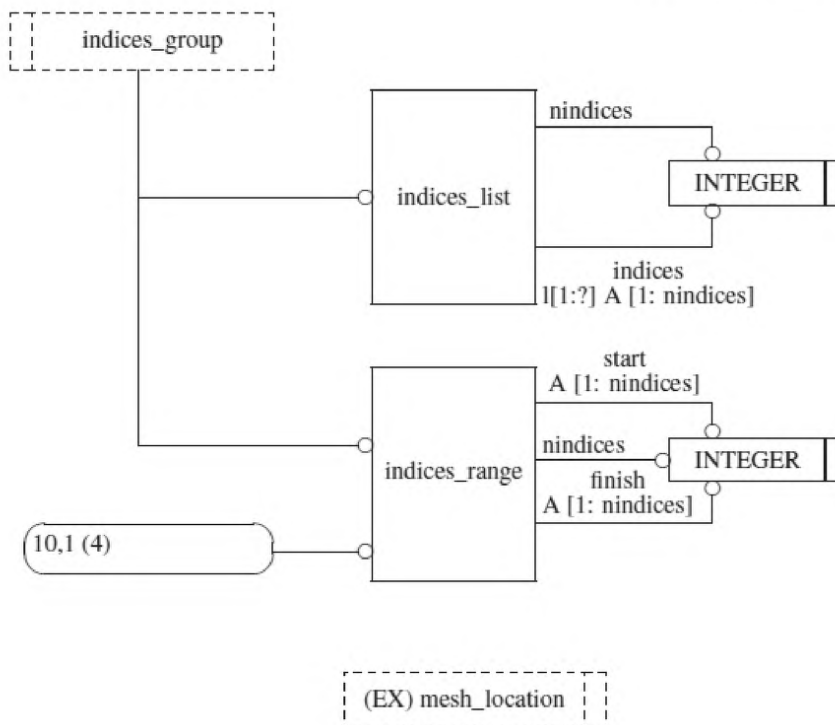 indices_group
nindices
indices_list
INTEGER
indices
l[1:?] A [1: nindices]
start
A [1: nindices]
nindices
indices_range
INTEGER
finish
A [1: nindices]
10,1 (4)
(EX) mesh_location